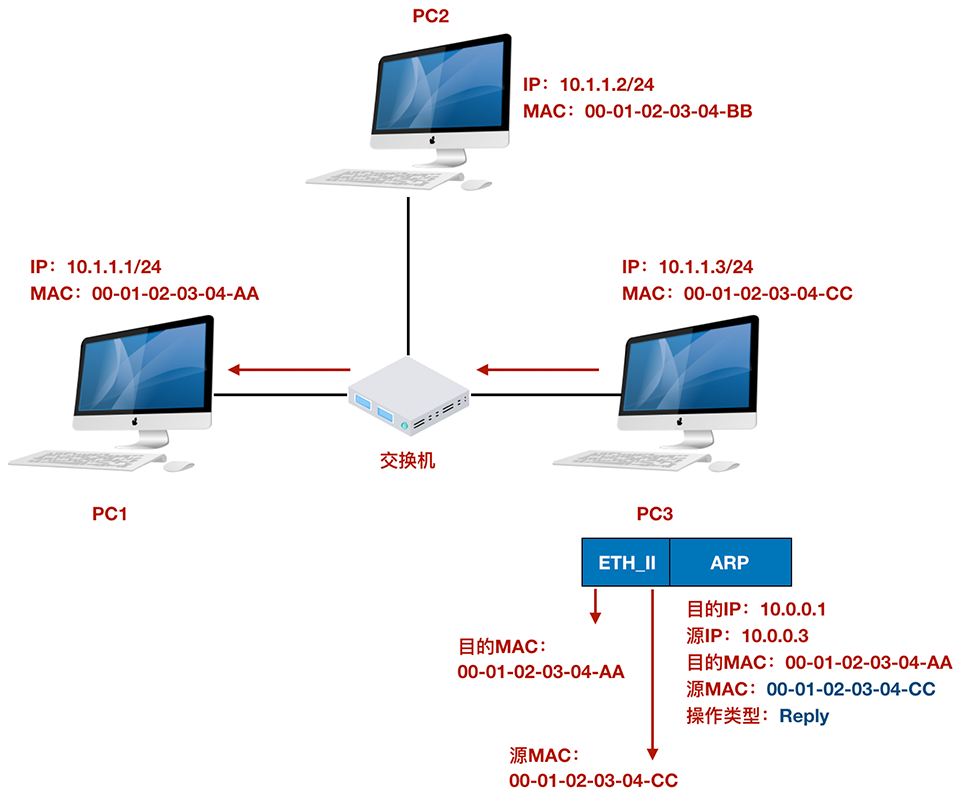 PC2
IP：10.1.1.2/24
MAC：00-01-02-03-04-BB
IP：10.1.1.1/24
MAC：00-01-02-03-04-AA
IP：10.1.1.3/24
MAC：00-01-02-03-04-CC
交换机
PC1
PC3
ETH_II
ARP
目的IP：10.0.0.1
源IP：10.0.0.3
目的MAC：00-01-02-03-04-AA
源MAC：00-01-02-03-04-CC
操作类型：Reply
目的MAC：
00-01-02-03-04-AA
源MAC：
00-01-02-03-04-CC